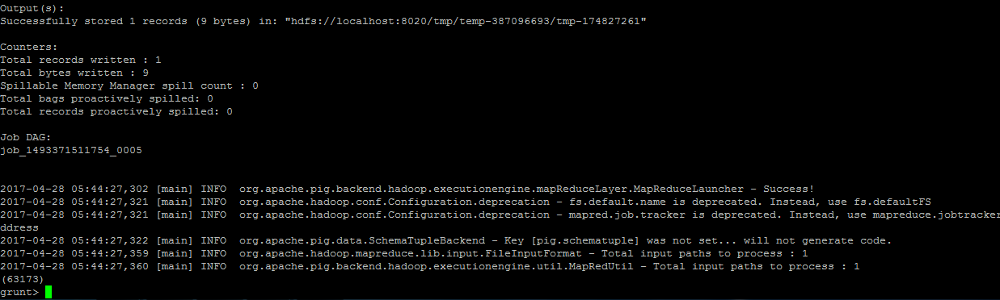 Output(s):
Successfully stored 1 records (9 bytes) in: "hdfs://localhost:8020/tmp/temp-387096693/tmp-174827261"
Counters:
Total records written : 1
Total bytes written : 9
Spillable Memory Manager spill count : 0
Total bags proactively spilled: 0
Total records proactively spilled: 0
Job DAG:
job_1493371511754_0005
2017-04-28 05:44:27,302 [main] INFO  org.apache.pig.backend.hadoop.executionengine.mapReduceLayer.MapReduceLauncher - Success!
2017-04-28 05:44:27,321 [main] INFO  org.apache.hadoop.conf.Configuration.deprecation - fs.default.name is deprecated. Instead, use fs.defaultFS
2017-04-28 05:44:27,321 [main] INFO  org.apache.hadoop.conf.Configuration.deprecation - mapred.job.tracker is deprecated. Instead, use mapreduce.jobtracker
ddress
2017-04-28 05:44:27,322 [main] INFO  org.apache.pig.data.SchemaTupleBackend - Key [pig.schematuple] was not set... will not generate code.
2017-04-28 05:44:27,359 [main] INFO  org.apache.hadoop.mapreduce.lib.input.FileInputFormat - Total input paths to process : 1
2017-04-28 05:44:27,360 [main] INFO  org.apache.pig.backend.hadoop.executionengine.util.MapRedUtil - Total input paths to process : 1
(63173)
grunt>